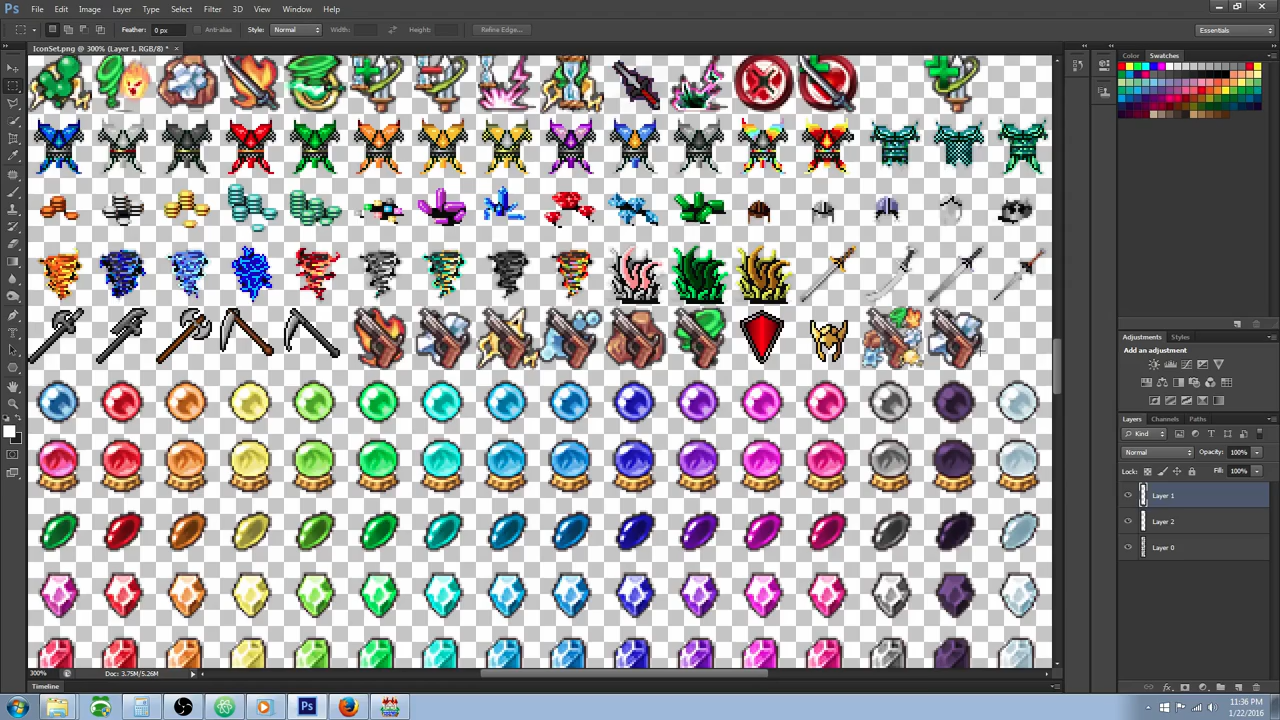 Ps File Edit Image Layer Type Select Filter 3D View Window Help
Feather: 0 px Anti-alias Style: Normal Width: Height: Refine Edge... Essentials
IconSet.png @ 300% (Layer 1, RGB/8) * ×
Color Swatches
Adjustments Styles
Add an adjustment
Layers Channels Paths
Kind
Normal Opacity: 100%
Lock: Fill: 100%
Layer 1
Layer 2
Layer 0
300% Doc: 3.75M/5.26M
Timeline
Ps
11:36 PM
1/22/2016